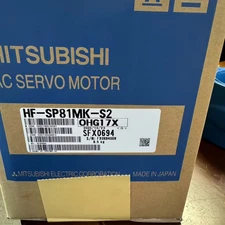 MITSUBISHI
AC SERVO MOTOR
HF-SP81MK-S2
OHG17X
SFX0694
MITSUBISHI ELECTRIC CORPORATION MADE IN JAPAN